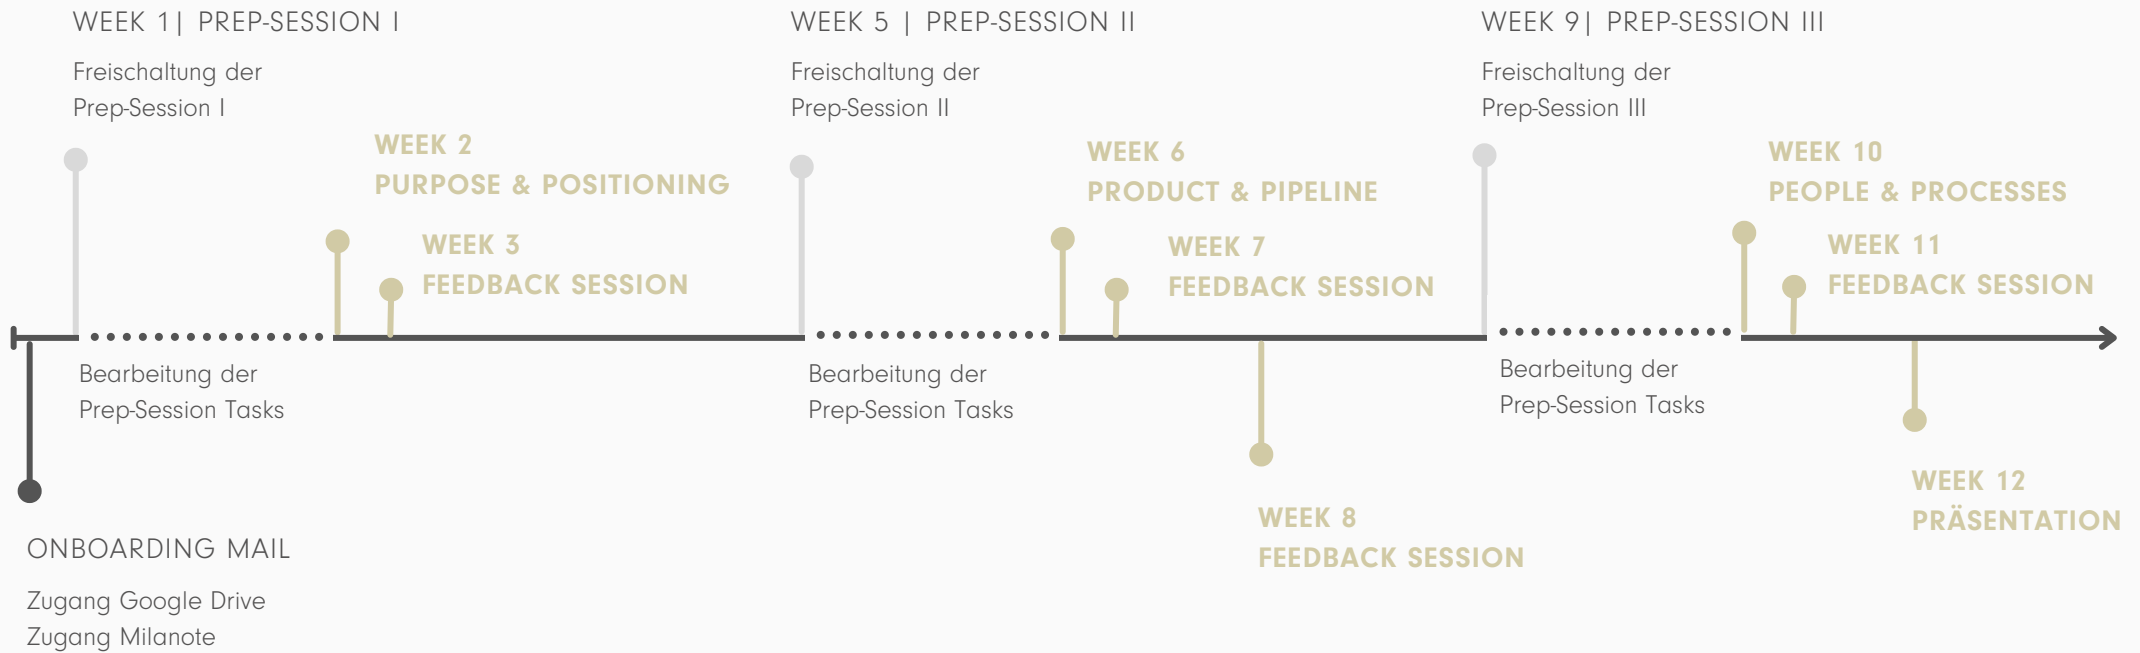 WEEK 1| PREP-SESSION I
Freischaltung der
Prep-Session I
WEEK 2
PURPOSE & POSITIONING
WEEK 3
FEEDBACK SESSION
Bearbeitung der
Prep-Session Tasks
ONBOARDING MAIL
Zugang Google Drive
Zugang Milanote
WEEK 5 | PREP-SESSION II
Freischaltung der
Prep-Session II
WEEK 6
PRODUCT & PIPELINE
WEEK 7
FEEDBACK SESSION
Bearbeitung der
Prep-Session Tasks
WEEK 8
FEEDBACK SESSION
WEEK 9| PREP-SESSION III
Freischaltung der
Prep-Session III
WEEK 10
PEOPLE & PROCESSES
WEEK 11
FEEDBACK SESSION
Bearbeitung der
Prep-Session Tasks
WEEK 12
PRÄSENTATION